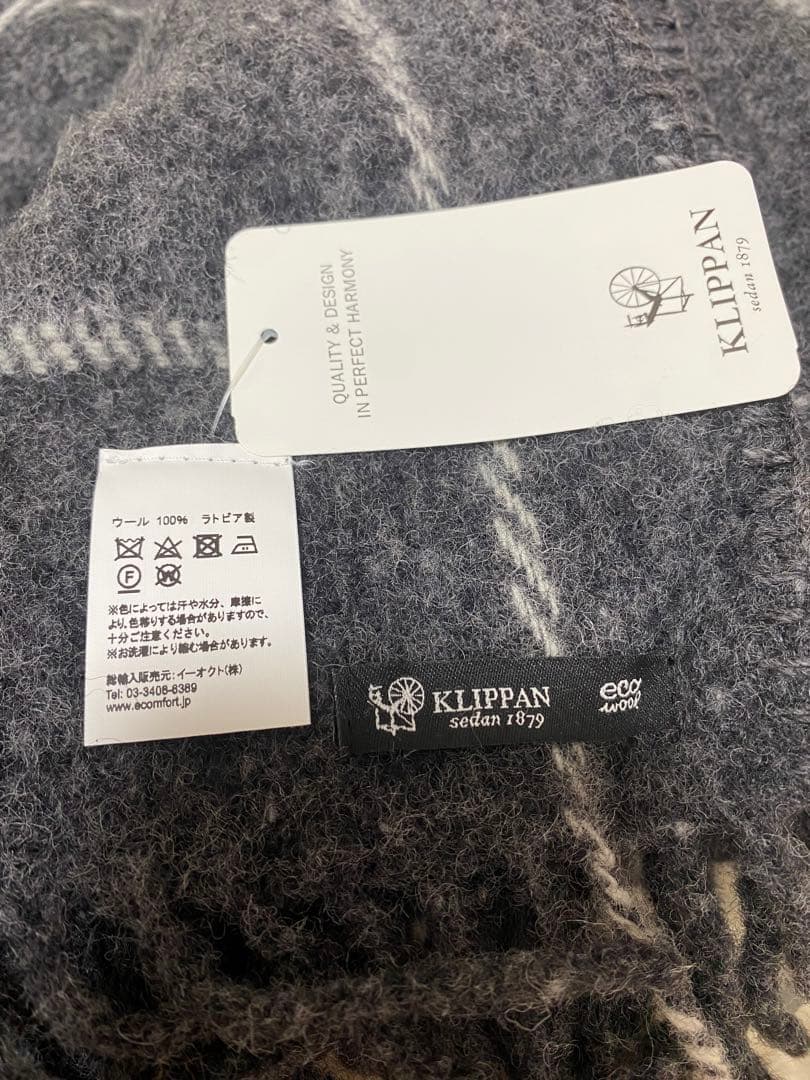 QUALITY & DESIGN
IN PERFECT HARMONY
KLIPPAN
sedan 1879
ウール 100% ラトビア製
F W
※色によっては汗や水分、摩擦に
より、色移りする場合がありますので、
十分ご注意ください。
※お洗濯により縮む場合があります。
総輸入販売元:イーオクト(株)
Tel: 03-3406-6389
www.ecomfort.jp
KLIPPAN
sedan 1879
eco
wool